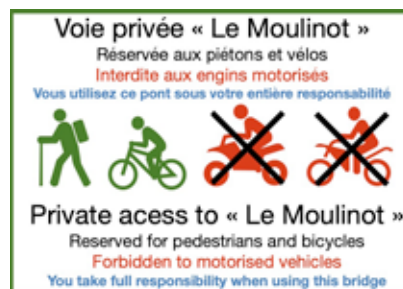 Voie privée « Le Moulinot »
Réservée aux piétons et vélos
Interdite aux engins motorisés
Vous utilisez ce pont sous votre entière responsabilité
Private acess to « Le Moulinot »
Reserved for pedestrians and bicycles
Forbidden to motorised vehicles
You take full responsibility when using this bridge